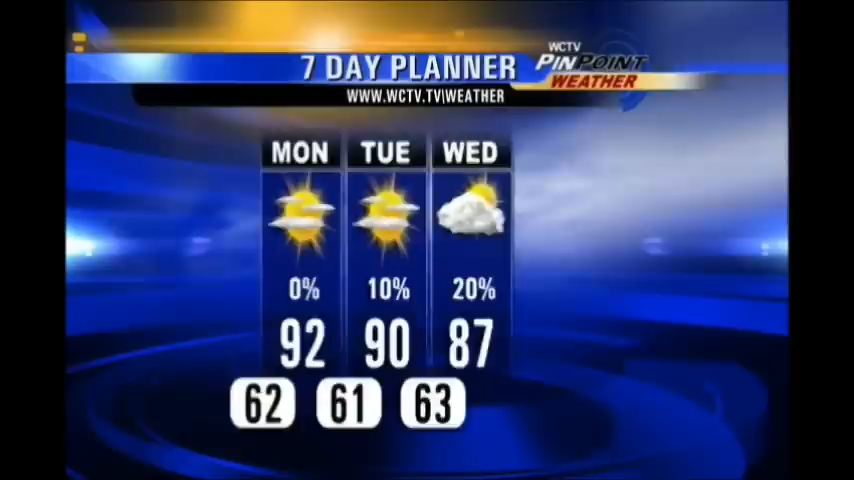 7 DAY PLANNER
WCTV
PINPOINT
WEATHER
WWW.WCTV.TV\WEATHER
MON TUE WED
0% 10% 20%
92 90 87
62 61 63